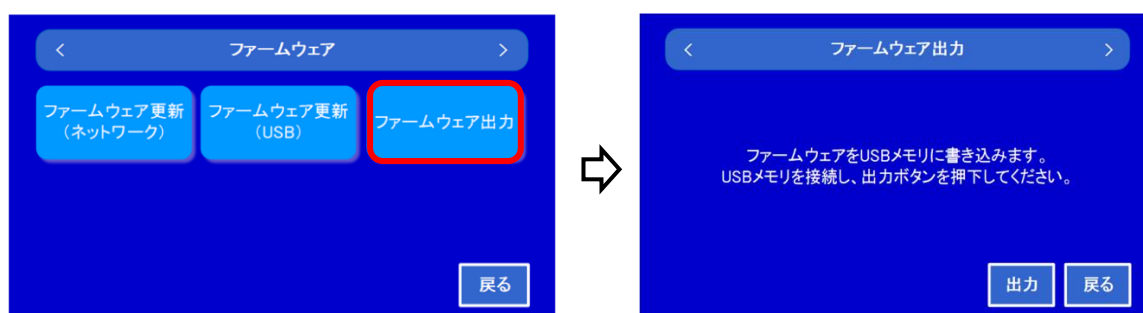 < ファームウェア >
ファームウェア更新
（ネットワーク）
ファームウェア更新
（USB）
ファームウェア出力
戻る
< ファームウェア出力 >
ファームウェアをUSBメモリに書き込みます。
USBメモリを接続し、出力ボタンを押下してください。
出力 戻る